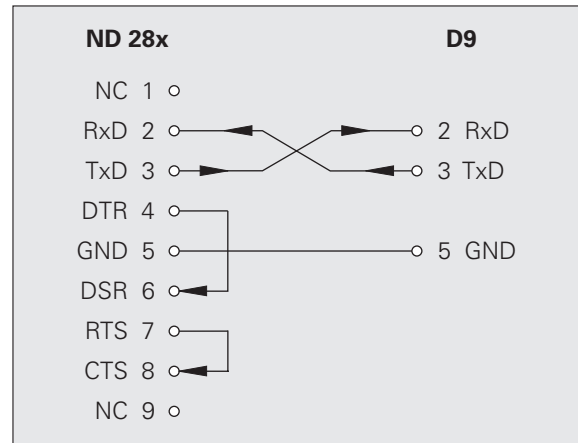 ND 28x D9
NC 1
RxD 2 2 RxD
TxD 3 3 TxD
DTR 4
GND 5 5 GND
DSR 6
RTS 7
CTS 8
NC 9